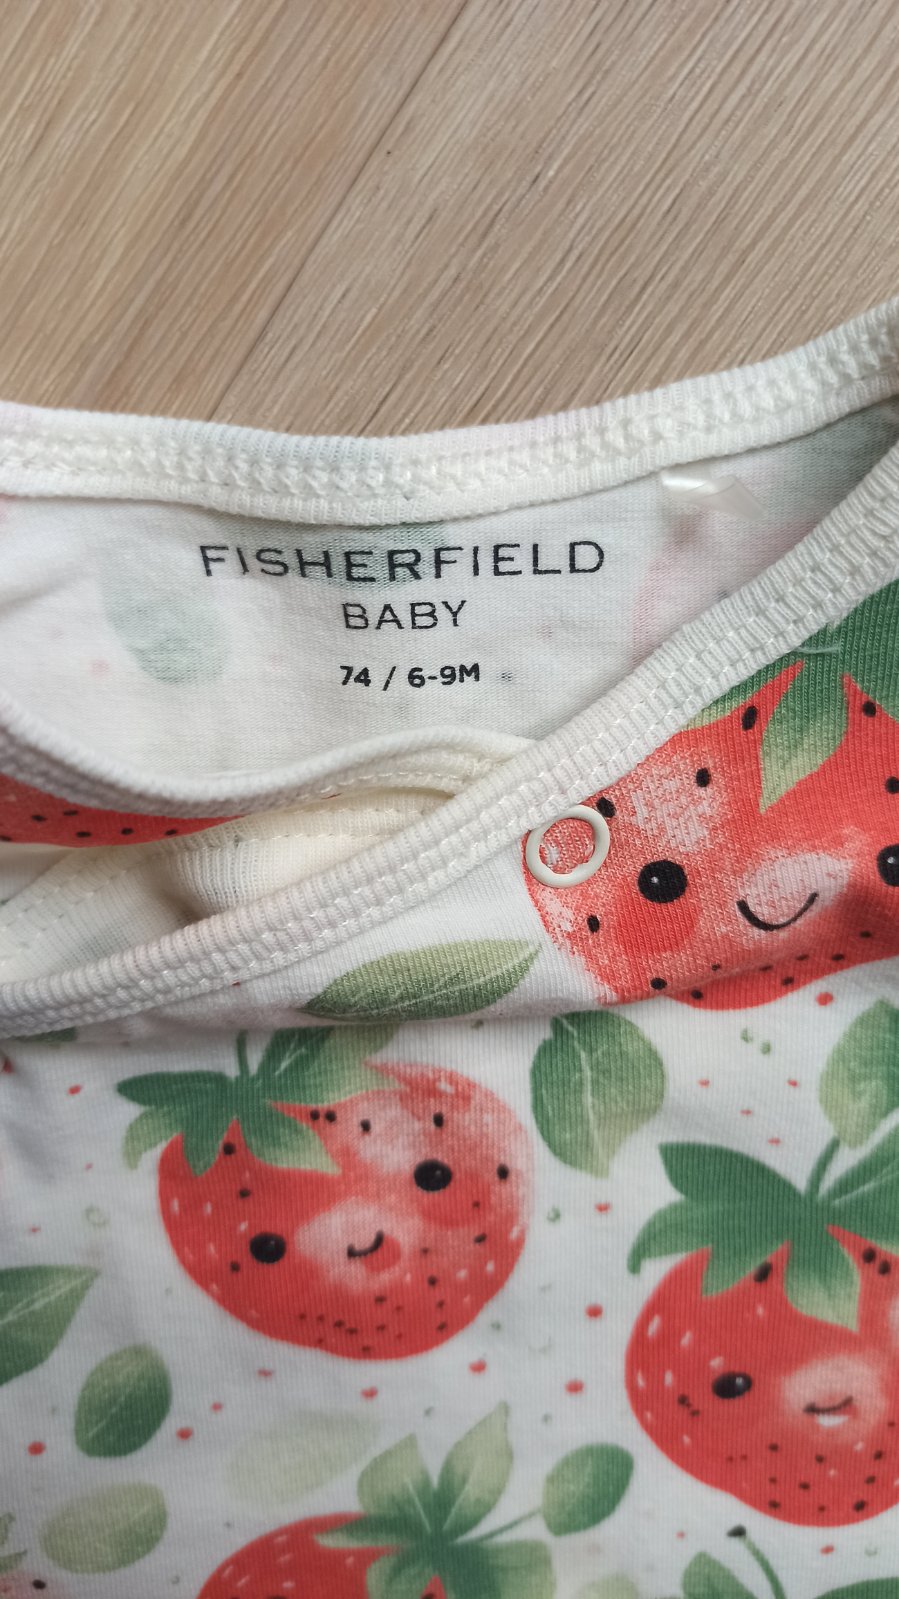 FISHERFIELD
BABY
74 / 6-9M